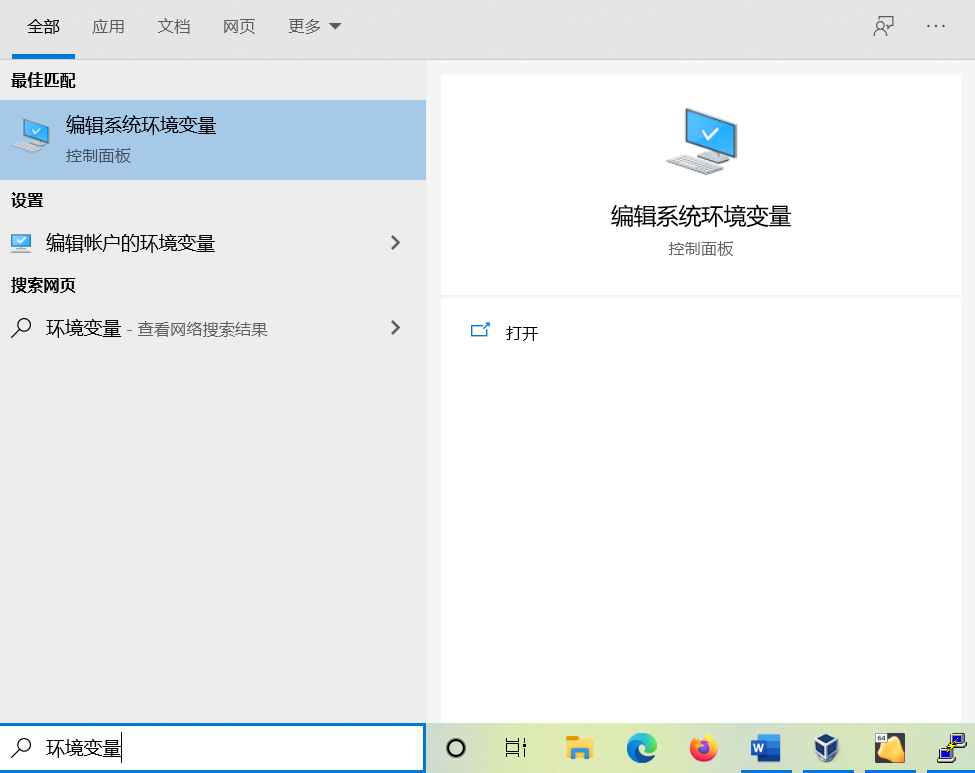 全部 应用 文档 网页 更多
最佳匹配
编辑系统环境变量
控制面板
设置
编辑帐户的环境变量
搜索网页
环境变量 - 查看网络搜索结果
编辑系统环境变量
控制面板
打开
环境变量
W
64